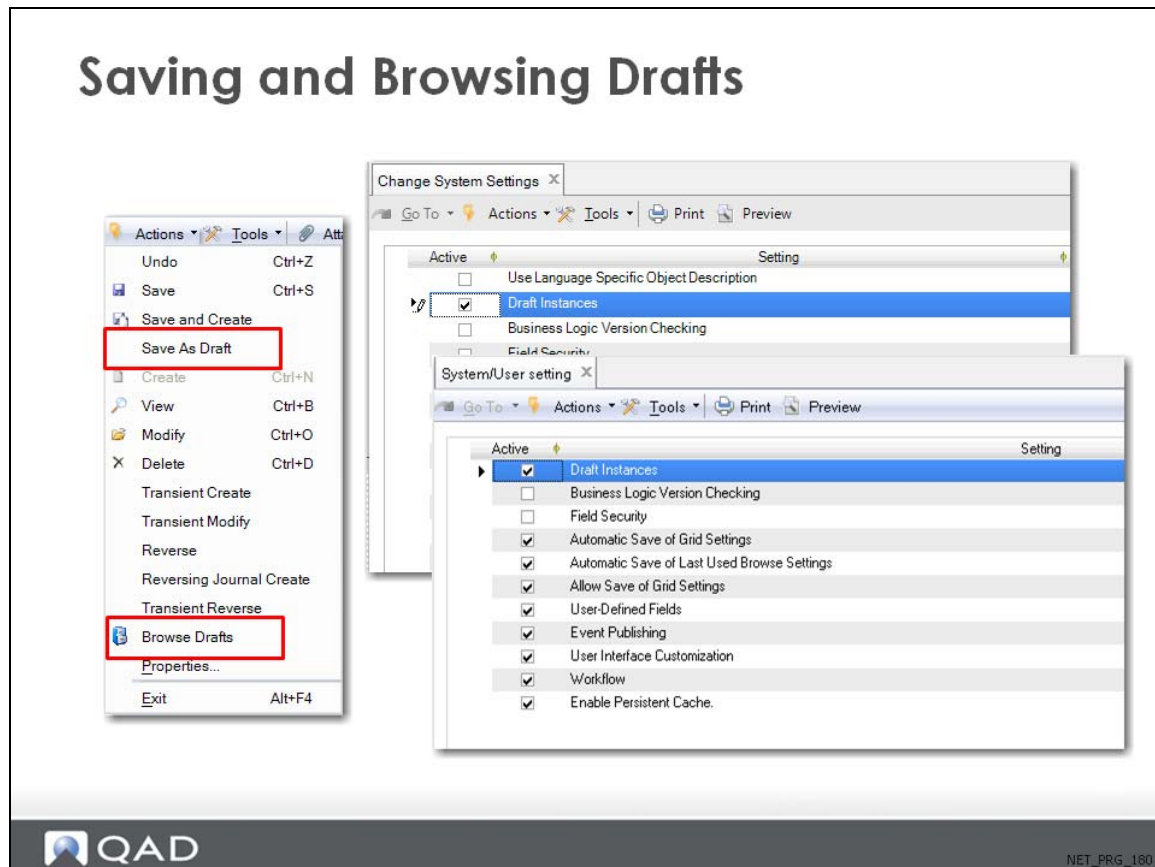 Saving and Browsing Drafts
Actions Tools Atta
Undo Ctrl+Z
Save Ctrl+S
Save and Create
Save As Draft
Create Ctrl+N
View Ctrl+B
Modify Ctrl+O
Delete Ctrl+D
Transient Create
Transient Modify
Reverse
Reversing Journal Create
Transient Reverse
Browse Drafts
Properties...
Exit Alt+F4
Change System Settings
Go To Actions Tools Print Preview
Active Setting
Use Language Specific Object Description
Draft Instances
Business Logic Version Checking
Field Security
System/User setting
Go To Actions Tools Print Preview
Active Setting
Draft Instances
Business Logic Version Checking
Field Security
Automatic Save of Grid Settings
Automatic Save of Last Used Browse Settings
Allow Save of Grid Settings
User-Defined Fields
Event Publishing
User Interface Customization
Workflow
Enable Persistent Cache.
QAD
NET_PRG_180